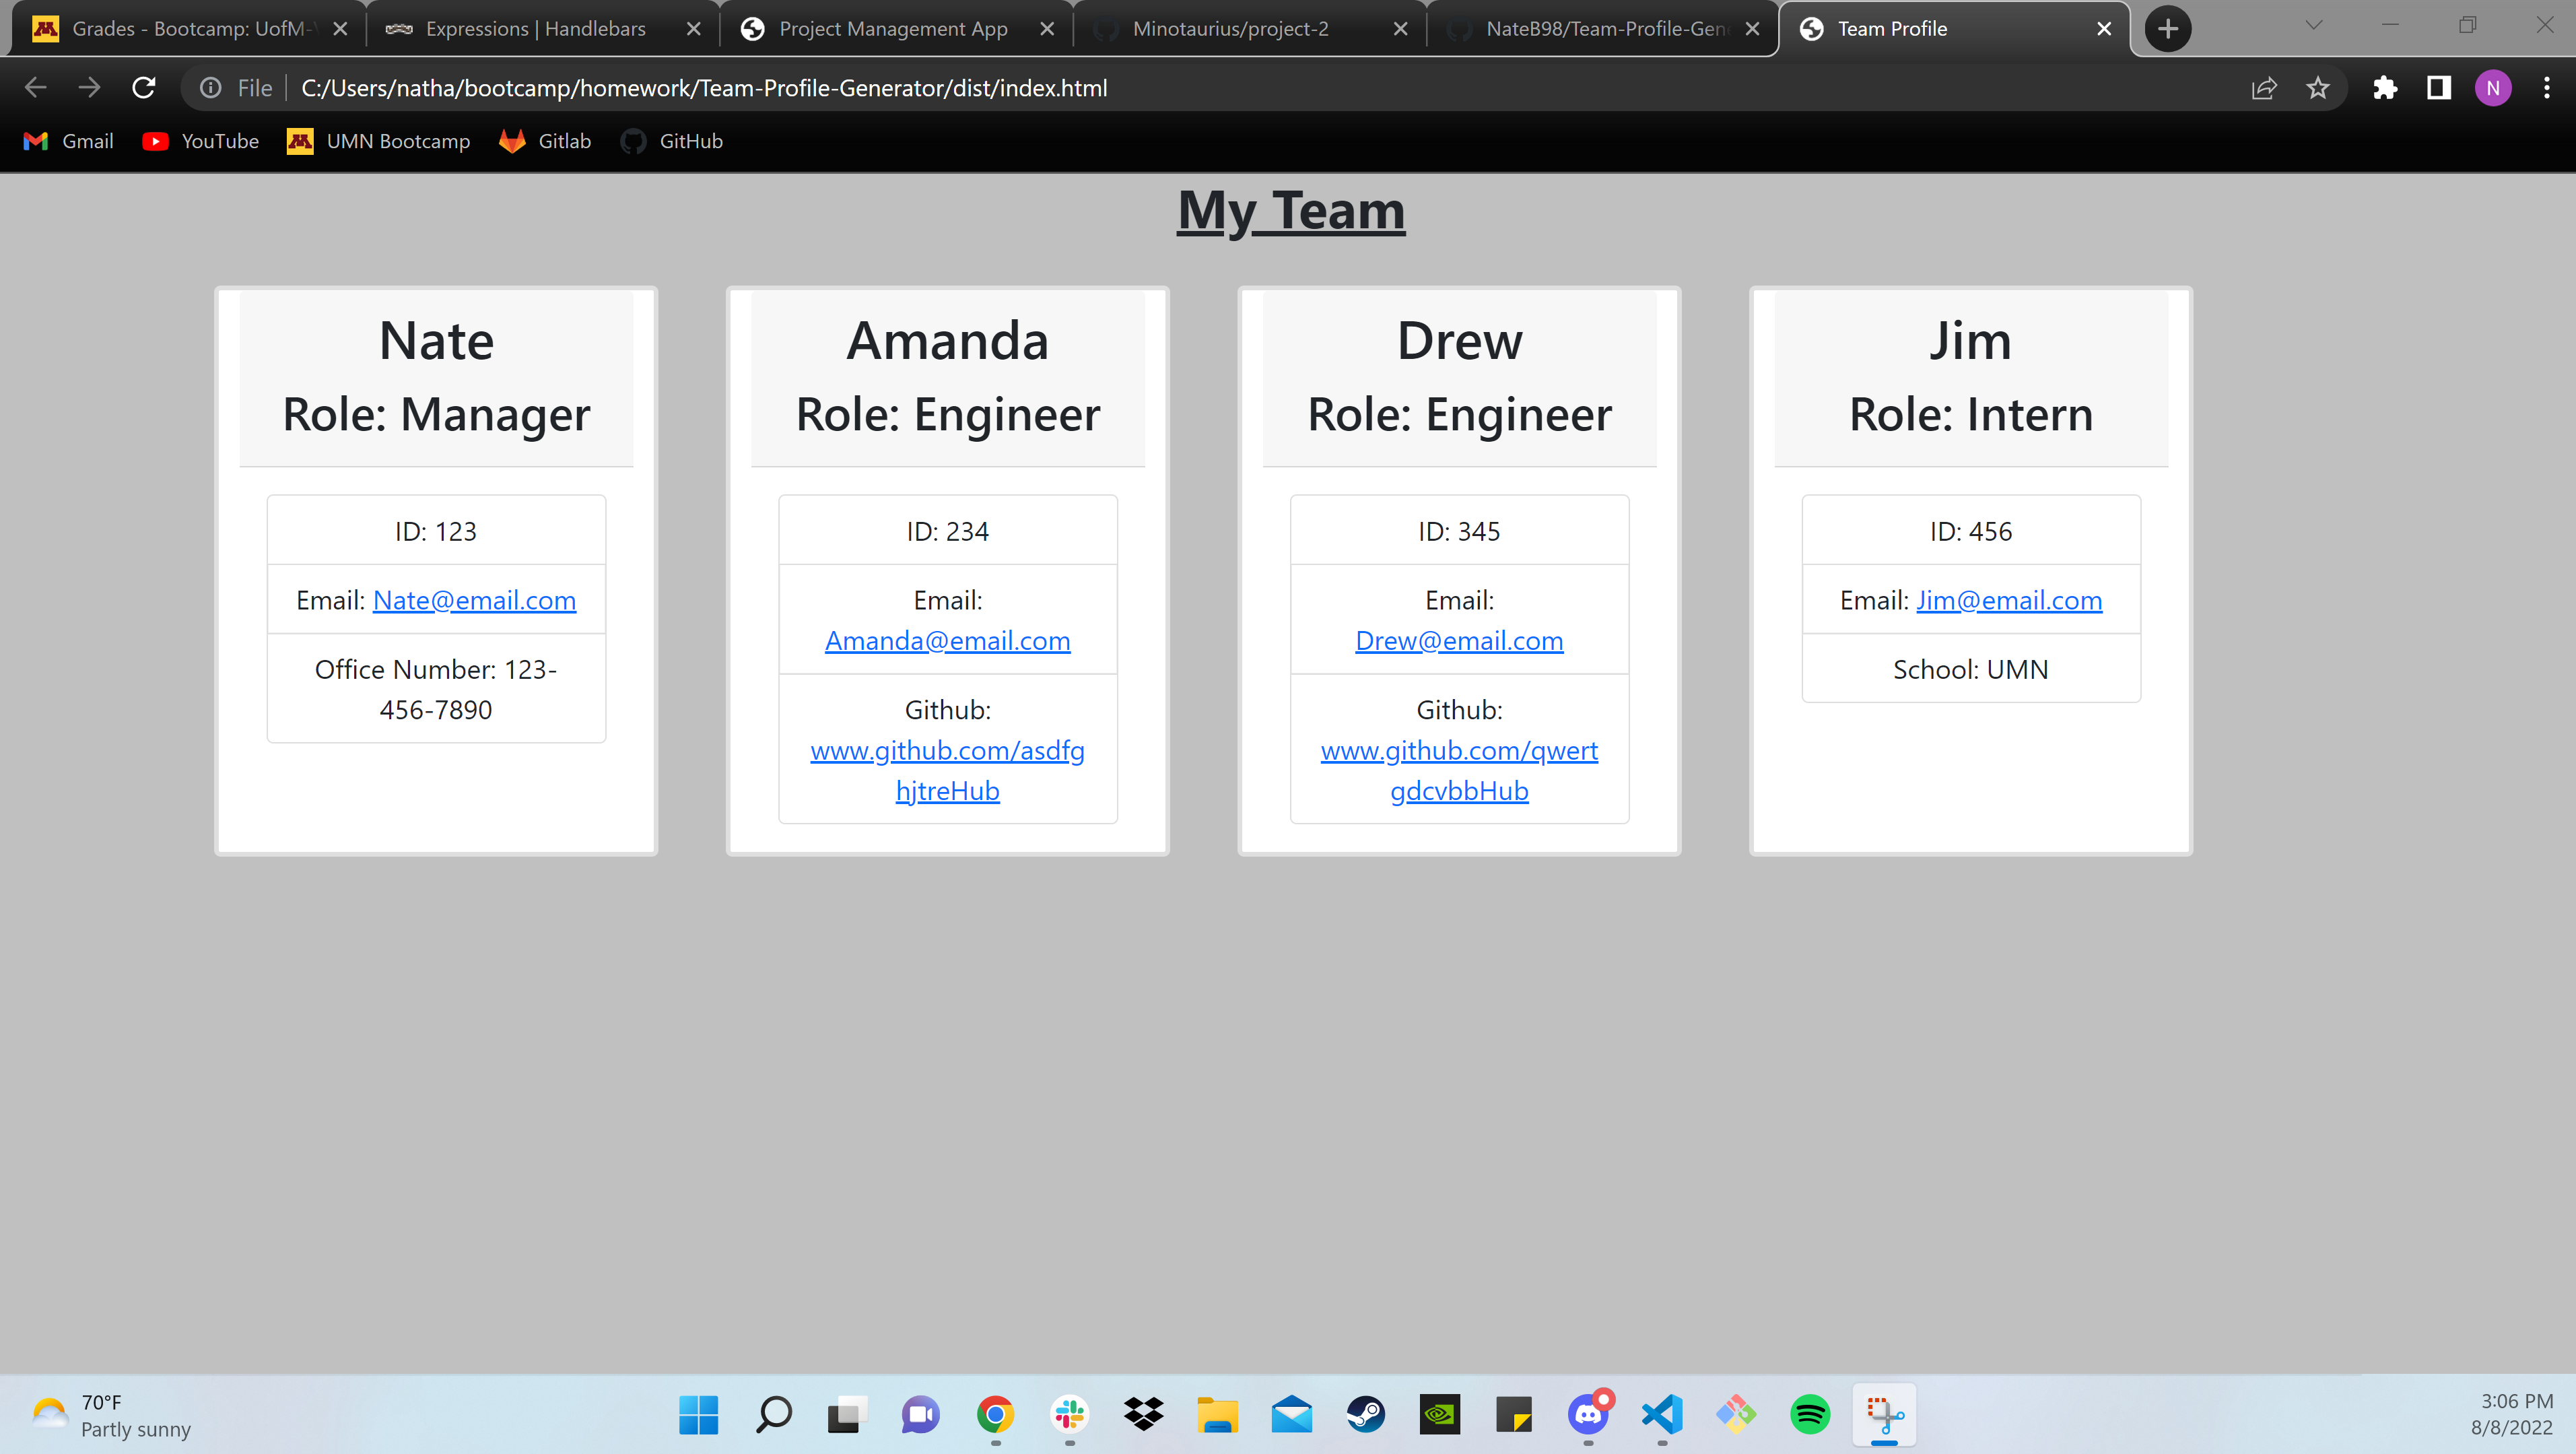 Grades - Bootcamp: UofM-
Expressions | Handlebars
Project Management App
Minotaurius/project-2
NateB98/Team-Profile-Gen
Team Profile
File
C:/Users/natha/bootcamp/homework/Team-Profile-Generator/dist/index.html
N
Gmail
YouTube
UMN Bootcamp
Gitlab
GitHub
My Team
Nate
Role: Manager
ID: 123
Email: Nate@email.com
Office Number: 123-
456-7890
Amanda
Role: Engineer
ID: 234
Email:
Amanda@email.com
Github:
www.github.com/asdfg
hjtreHub
Drew
Role: Engineer
ID: 345
Email:
Drew@email.com
Github:
www.github.com/qwert
gdcvbbHub
Jim
Role: Intern
ID: 456
Email: Jim@email.com
School: UMN
70°F
Partly sunny
3:06 PM
8/8/2022